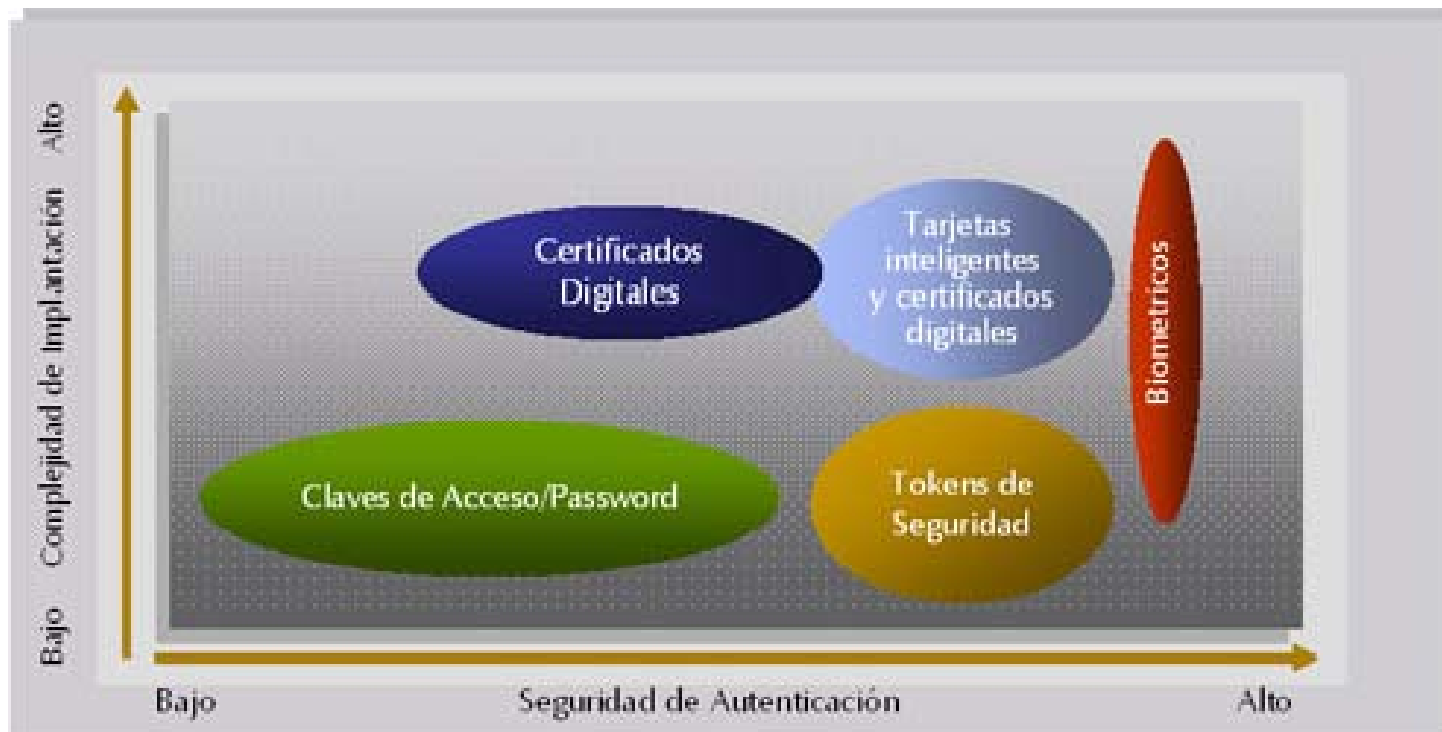 Alto
Complejidad de Implantación
Bajo
Certificados
Digitales
Tarjetas
inteligentes
y certificados
digitales
Biometricos
Claves de Acceso/Password
Tokens de
Seguridad
Bajo
Seguridad de Autenticación
Alto